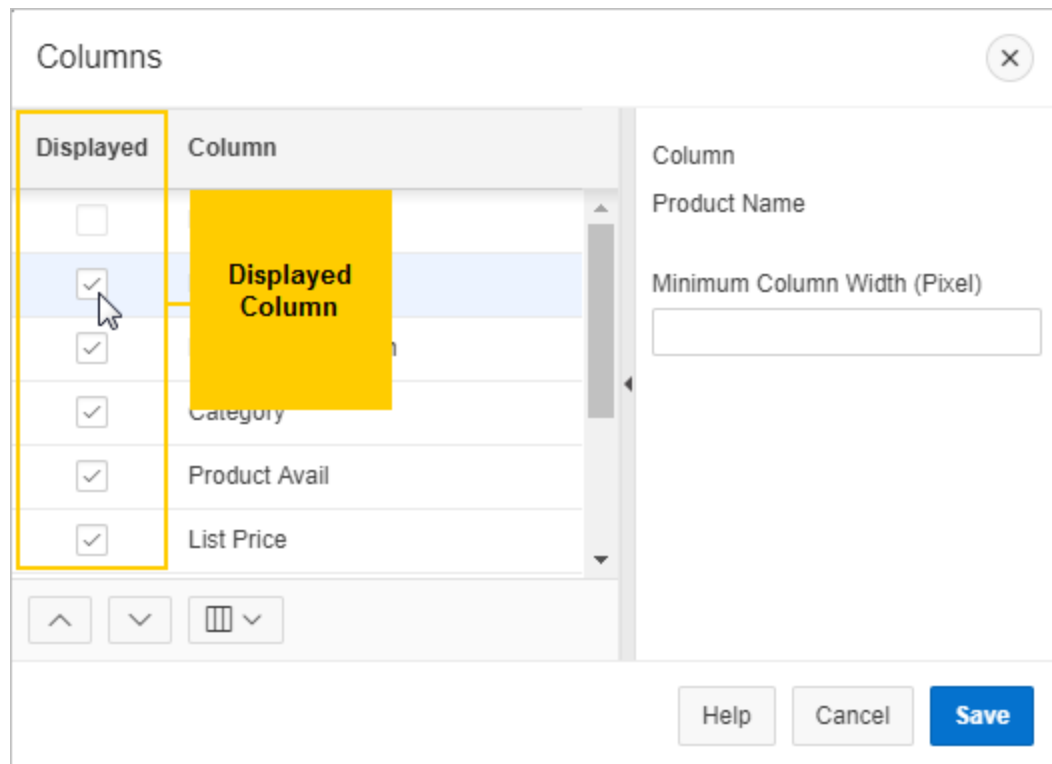 Columns
Displayed Column
Displayed
Column
Category
Product Avail
List Price
Column
Product Name
Minimum Column Width (Pixel)
Help Cancel Save